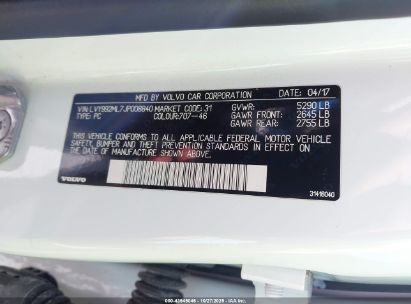 MFD. BY VOLVO CAR CORPORATION DATE 04/17
VIN: LVY992ML7JP008840 MARKET CODE: 31 GVWR: 5290 LB
TYPE: PC COLOUR: 707-46 GAWR FRONT: 2645 LB
GAWR REAR: 2755 LB
THIS VEHICLE CONFORMS TO ALL APPLICABLE FEDERAL MOTOR VEHICLE
SAFETY, BUMPER AND THEFT PREVENTION STANDARDS IN EFFECT ON
THE DATE OF MANUFACTURE SHOWN ABOVE.
VOLVO
31418040